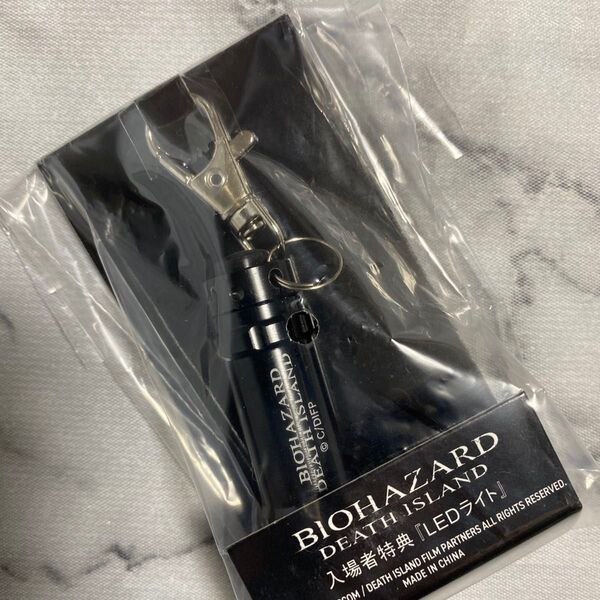 BIOHAZARD
DEATH ISLAND
© C/DIFP
BIOHAZARD
DEATH ISLAND
入場者特典『LEDライト』
/ DEATH ISLAND FILM PARTNERS ALL RIGHTS RESERVED.
MADE IN CHINA